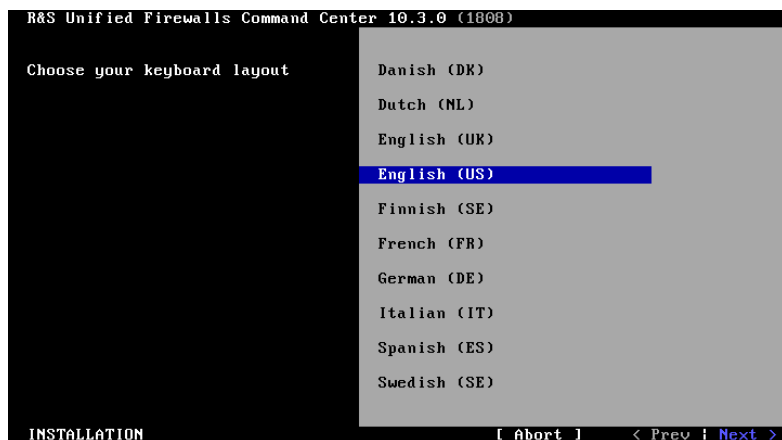 R&S Unified Firewalls Command Center 10.3.0 (1808)
Choose your keyboard layout
Danish (DK)
Dutch (NL)
English (UK)
English (US)
Finnish (SE)
French (FR)
German (DE)
Italian (IT)
Spanish (ES)
Swedish (SE)
INSTALLATION [ Abort ] < Prev | Next >